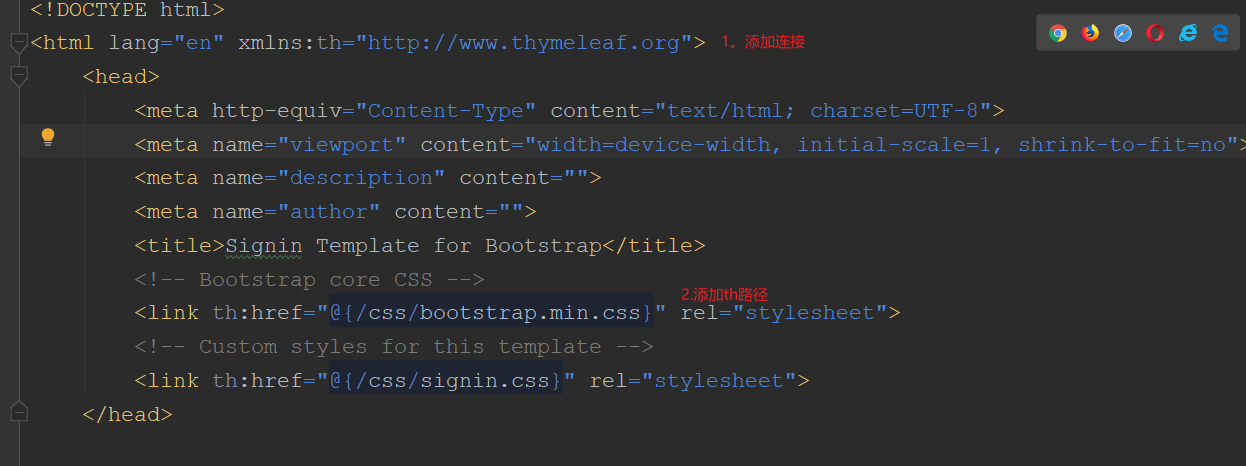 <!DOCTYPE html>
<html lang="en" xmlns:th="http://www.thymeleaf.org"> 1。添加连接
<head>
<meta http-equiv="Content-Type" content="text/html; charset=UTF-8">
<meta name="viewport" content="width=device-width, initial-scale=1, shrink-to-fit=no">
<meta name="description" content="">
<meta name="author" content="">
<title>Signin Template for Bootstrap</title>
<!-- Bootstrap core CSS -->
2.添加th路径
<link th:href="@{/css/bootstrap.min.css}" rel="stylesheet">
<!-- Custom styles for this template -->
<link th:href="@{/css/signin.css}" rel="stylesheet">
</head>